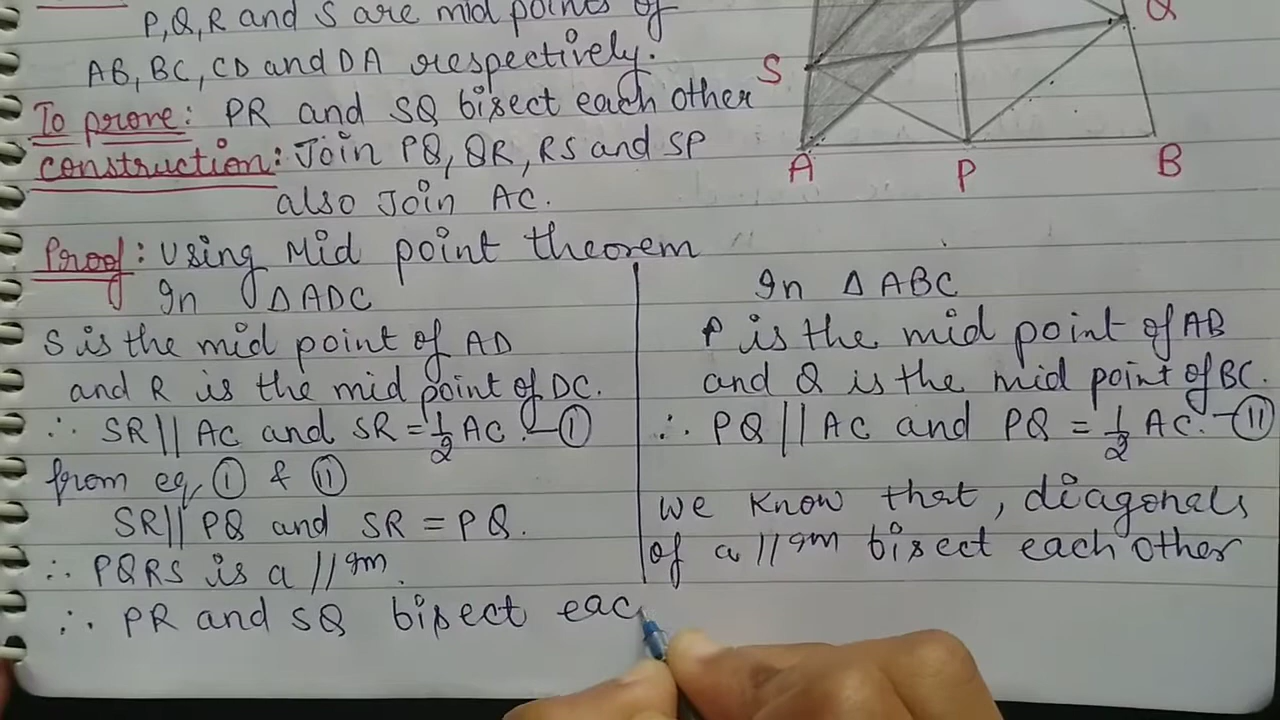 P, Q, R and S are mid points of
AB, BC, CD and DA respectively.
To prove: PR and SQ bisect each other
construction: Join PQ, QR, RS and SP
also Join AC.
Q
S
A
P
B
Proof: Using Mid point theorem
In △ADC
S is the mid point of AD
and R is the mid point of DC.
∴ SR || AC and SR = 1/2 AC. —Ⓘ
from eq, Ⓘ & ⑪
SR || PQ and SR = PQ.
∴ PQRS is a //gm.
∴ PR and SQ bisect eac
In △ABC
P is the mid point of AB
and Q is the mid point of BC.
∴ PQ || AC and PQ = 1/2 AC. —⑪
we know that, diagonals
of a //gm bisect each other